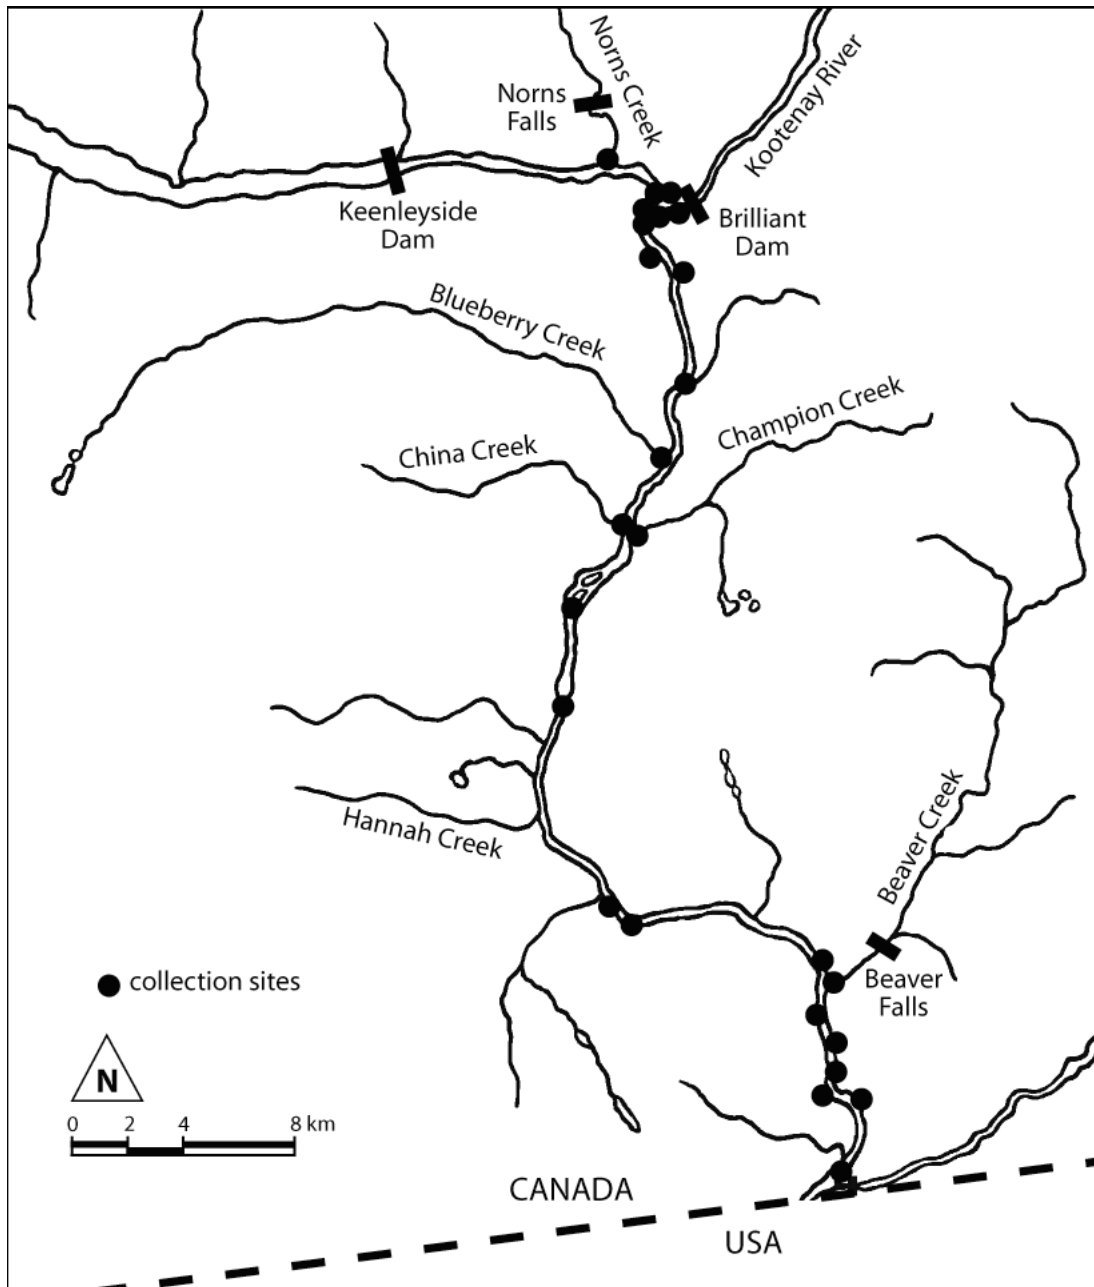 Norns Creek
Kootenay River
Norns
Falls
Keenleyside
Dam
Brilliant
Dam
Blueberry Creek
Champion Creek
China Creek
Hannah Creek
Beaver Creek
Beaver
Falls
collection sites
N
0 2 4 8 km
CANADA
USA